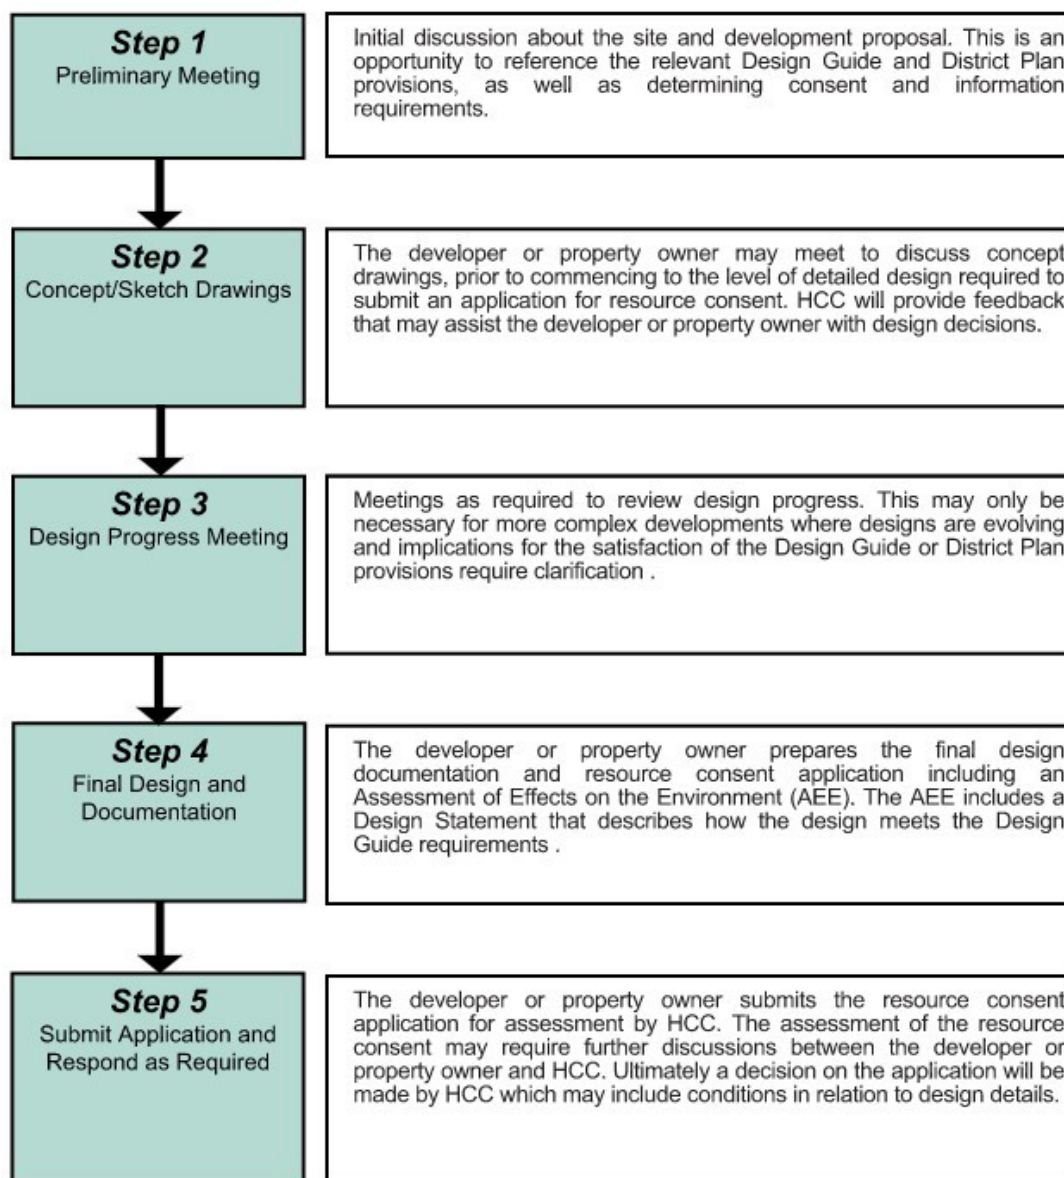 Step 1
Preliminary Meeting
Initial discussion about the site and development proposal. This is an
opportunity to reference the relevant Design Guide and District Plan
provisions, as well as determining consent and information
requirements.
Step 2
Concept/Sketch Drawings
The developer or property owner may meet to discuss concept
drawings, prior to commencing to the level of detailed design required to
submit an application for resource consent. HCC will provide feedback
that may assist the developer or property owner with design decisions.
Step 3
Design Progress Meeting
Meetings as required to review design progress. This may only be
necessary for more complex developments where designs are evolving
and implications for the satisfaction of the Design Guide or District Plan
provisions require clarification .
Step 4
Final Design and
Documentation
The developer or property owner prepares the final design
documentation and resource consent application including an
Assessment of Effects on the Environment (AEE). The AEE includes a
Design Statement that describes how the design meets the Design
Guide requirements .
Step 5
Submit Application and
Respond as Required
The developer or property owner submits the resource consent
application for assessment by HCC. The assessment of the resource
consent may require further discussions between the developer or
property owner and HCC. Ultimately a decision on the application will be
made by HCC which may include conditions in relation to design details.